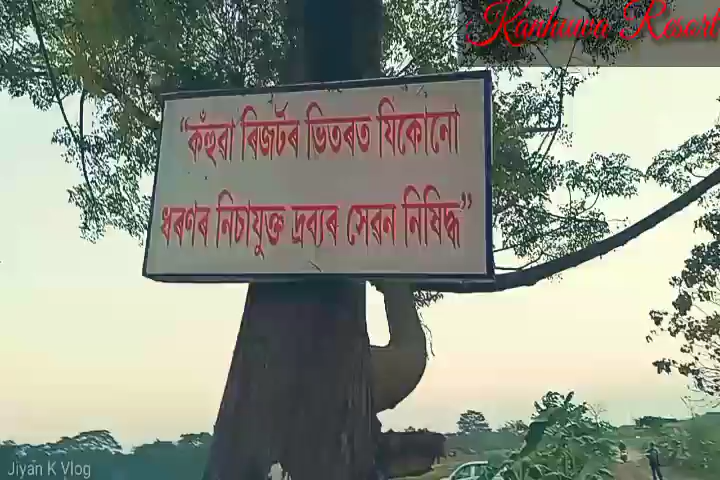 Kanhuwa Resort
“কঁহুৱা ৰিজৰ্টৰ ভিতৰত যিকোনো
ধৰণৰ নিচাযুক্ত দ্ৰব্যৰ সেৱন নিষিদ্ধ”
Jiyan K Vlog